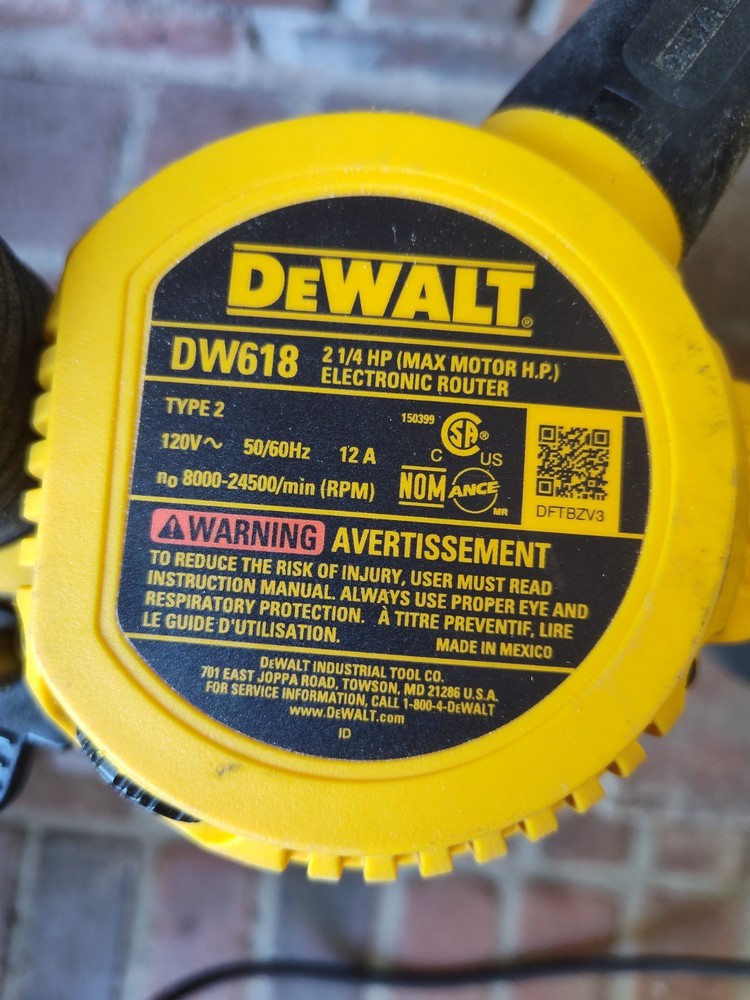 DEWALT®
DW618 2 1/4 HP (MAX MOTOR H.P.)
ELECTRONIC ROUTER
TYPE 2
120V~ 50/60Hz 12 A
n₀ 8000-24500/min (RPM)
150399
SA®
C US
NOM ANCE
MR
DFTBZV3
WARNING AVERTISSEMENT
TO REDUCE THE RISK OF INJURY, USER MUST READ
INSTRUCTION MANUAL. ALWAYS USE PROPER EYE AND
RESPIRATORY PROTECTION. À TITRE PREVENTIF, LIRE
LE GUIDE D'UTILISATION. MADE IN MEXICO
DEWALT INDUSTRIAL TOOL CO.
701 EAST JOPPA ROAD, TOWSON, MD 21286 U.S.A.
FOR SERVICE INFORMATION, CALL 1-800-4-DEWALT
www.DEWALT.com
ID